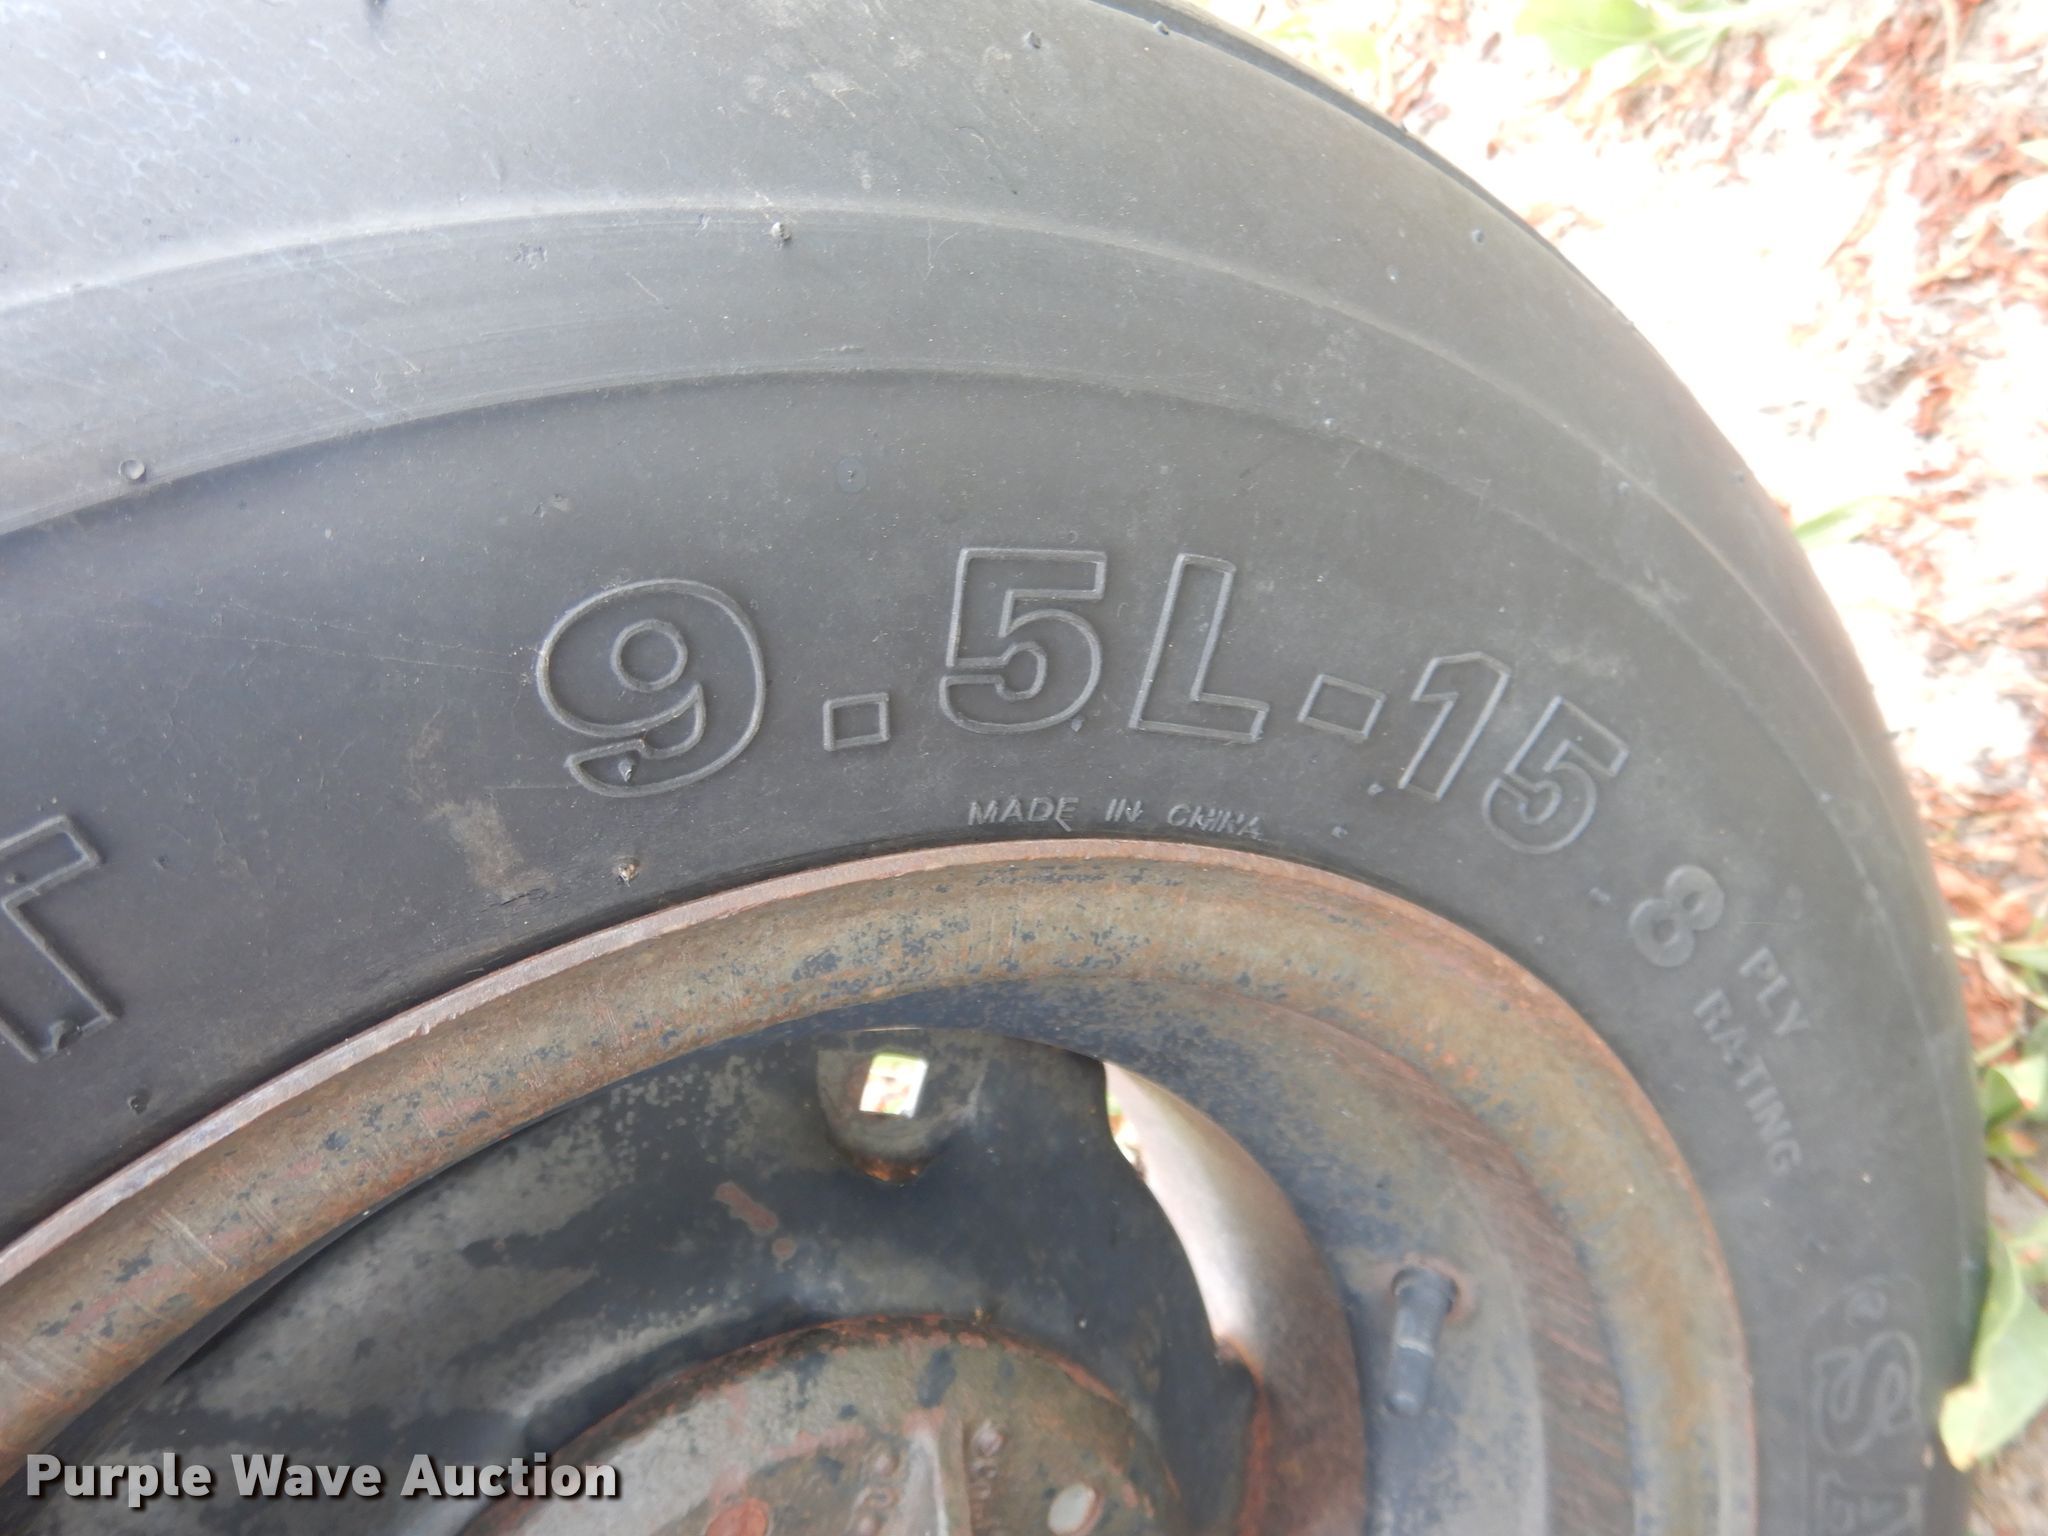 9.5L-15
MADE IN CHINA
8 PLY RATING
Purple Wave Auction